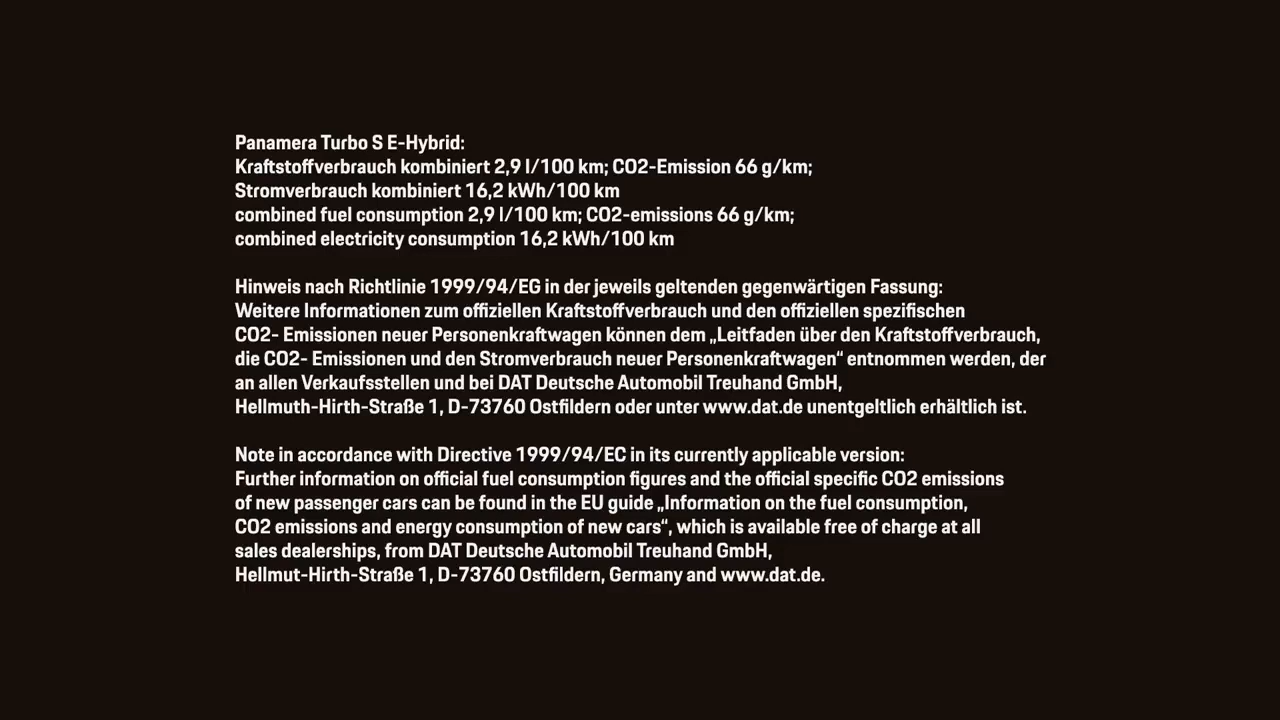 Panamera Turbo S E-Hybrid:
Kraftstoffverbrauch kombiniert 2,9 l/100 km; CO2-Emission 66 g/km;
Stromverbrauch kombiniert 16,2 kWh/100 km
combined fuel consumption 2,9 l/100 km; CO2-emissions 66 g/km;
combined electricity consumption 16,2 kWh/100 km
Hinweis nach Richtlinie 1999/94/EG in der jeweils geltenden gegenwärtigen Fassung:
Weitere Informationen zum offiziellen Kraftstoffverbrauch und den offiziellen spezifischen
CO2- Emissionen neuer Personenkraftwagen können dem „Leitfaden über den Kraftstoffverbrauch,
die CO2- Emissionen und den Stromverbrauch neuer Personenkraftwagen“ entnommen werden, der
an allen Verkaufsstellen und bei DAT Deutsche Automobil Treuhand GmbH,
Hellmuth-Hirth-Straße 1, D-73760 Ostfildern oder unter www.dat.de unentgeltlich erhältlich ist.
Note in accordance with Directive 1999/94/EC in its currently applicable version:
Further information on official fuel consumption figures and the official specific CO2 emissions
of new passenger cars can be found in the EU guide „Information on the fuel consumption,
CO2 emissions and energy consumption of new cars“, which is available free of charge at all
sales dealerships, from DAT Deutsche Automobil Treuhand GmbH,
Hellmut-Hirth-Straße 1, D-73760 Ostfildern, Germany and www.dat.de.